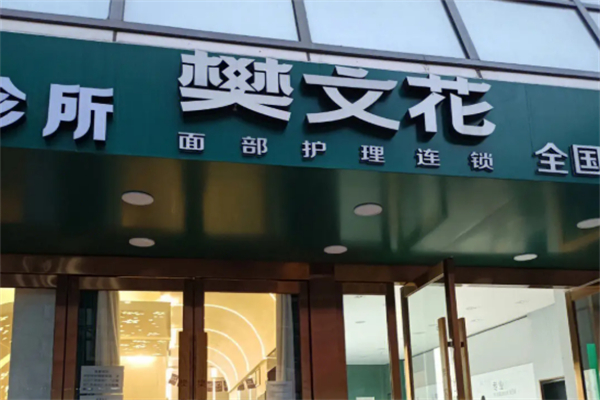 诊所
樊文花
面部护理连锁
全国